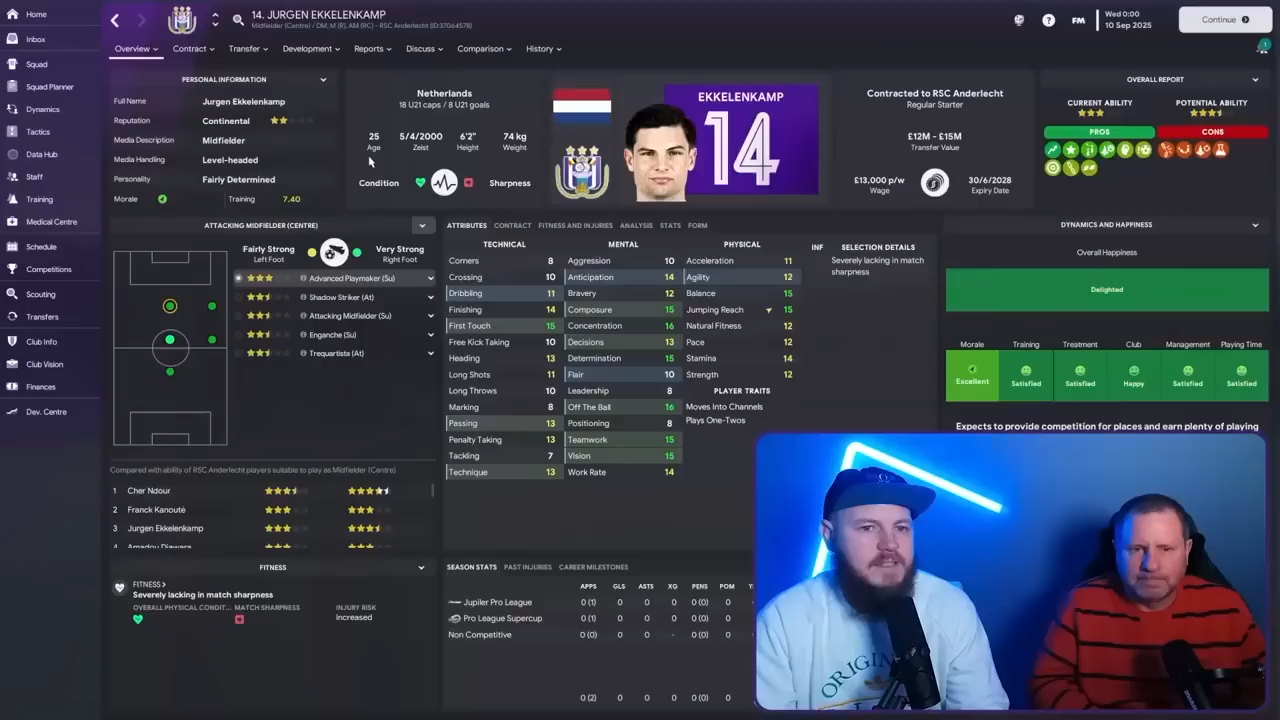 Home
Inbox
Squad
Squad Planner
Dynamics
Tactics
Data Hub
Staff
Training
Medical Centre
Schedule
Competitions
Scouting
Transfers
Club Info
Club Vision
Finances
Dev. Centre
14. JURGEN EKKELENKAMP
Midfielder (Centre) / DM, M (R), AM (RC) - RSC Anderlecht (ID:37064578)
FM
Wed 0:00
10 Sep 2025
Continue
1
Overview
Contract
Transfer
Development
Reports
Discuss
Comparison
History
PERSONAL INFORMATION
Full Name Jurgen Ekkelenkamp
Reputation Continental
Media Description Midfielder
Media Handling Level-headed
Personality Fairly Determined
Morale Training 7.40
Netherlands
18 U21 caps / 8 U21 goals
25 5/4/2000 6'2" 74 kg
Age Zeist Height Weight
Condition Sharpness
EKKELENKAMP
14
Contracted to RSC Anderlecht
Regular Starter
£12M - £15M
Transfer Value
£13,000 p/w 30/6/2028
Wage Expiry Date
OVERALL REPORT
CURRENT ABILITY POTENTIAL ABILITY
PROS CONS
ATTACKING MIDFIELDER (CENTRE)
Fairly Strong Very Strong
Left Foot Right Foot
Advanced Playmaker (Su)
Shadow Striker (At)
Attacking Midfielder (Su)
Enganche (Su)
Trequartista (At)
Compared with ability of RSC Anderlecht players suitable to play as Midfielder (Centre)
1 Cher Ndour
2 Franck Kanouté
3 Jurgen Ekkelenkamp
4 Amadou Diawara
FITNESS
FITNESS >
Severely lacking in match sharpness
OVERALL PHYSICAL CONDIT... MATCH SHARPNESS INJURY RISK
Increased
ATTRIBUTES CONTRACT FITNESS AND INJURIES ANALYSIS STATS FORM
TECHNICAL
Corners 8
Crossing 10
Dribbling 11
Finishing 14
First Touch 15
Free Kick Taking 10
Heading 13
Long Shots 11
Long Throws 10
Marking 8
Passing 13
Penalty Taking 13
Tackling 7
Technique 13
MENTAL
Aggression 10
Anticipation 14
Bravery 12
Composure 15
Concentration 16
Decisions 13
Determination 15
Flair 10
Leadership 8
Off The Ball 16
Positioning 8
Teamwork 15
Vision 15
Work Rate 14
PHYSICAL
Acceleration 11
Agility 12
Balance 15
Jumping Reach 15
Natural Fitness 12
Pace 12
Stamina 14
Strength 12
PLAYER TRAITS
Moves Into Channels
Plays One-Twos
INF SELECTION DETAILS
Severely lacking in match
sharpness
DYNAMICS AND HAPPINESS
Overall Happiness
Delighted
Morale Training Treatment Club Management Playing Time
Excellent Satisfied Satisfied Happy Satisfied Satisfied
Expects to provide competition for places and earn plenty of playing
SEASON STATS PAST INJURIES CAREER MILESTONES
APPS GLS ASTS XG PENS POM
Jupiler Pro League 0 (1) 0 0 0 0 (0) 0
Pro League Supercup 0 (1) 0 0 0 0 (0) 0
Non Competitive 0 (0) 0 0 - 0 (0) 0
0 (2) 0 0 0 0 (0) 0